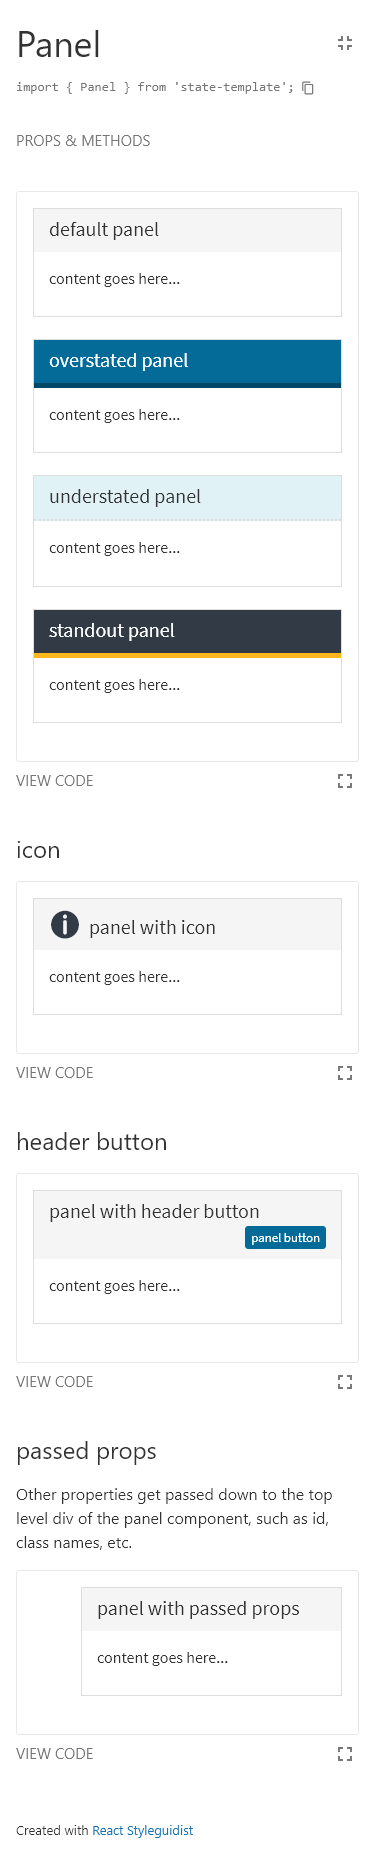 Panel
import { Panel } from 'state-template';
PROPS & METHODS
default panel
content goes here...
overstated panel
content goes here...
understated panel
content goes here...
standout panel
content goes here...
VIEW CODE
icon
panel with icon
content goes here...
VIEW CODE
header button
panel with header button
panel button
content goes here...
VIEW CODE
passed props
Other properties get passed down to the top
level div of the panel component, such as id,
class names, etc.
panel with passed props
content goes here...
VIEW CODE
Created with React Styleguidist